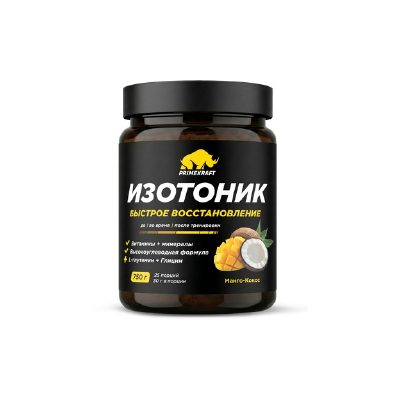 PRIMEKRAFT
ИЗОТОНИК
БЫСТРОЕ ВОССТАНОВЛЕНИЕ
до | во время | после тренировки
Витамины + минералы
Высокоуглеводная формула
L-глутамин + Глицин
750 г
25 порций
30 г в порции
Манго-Кокос